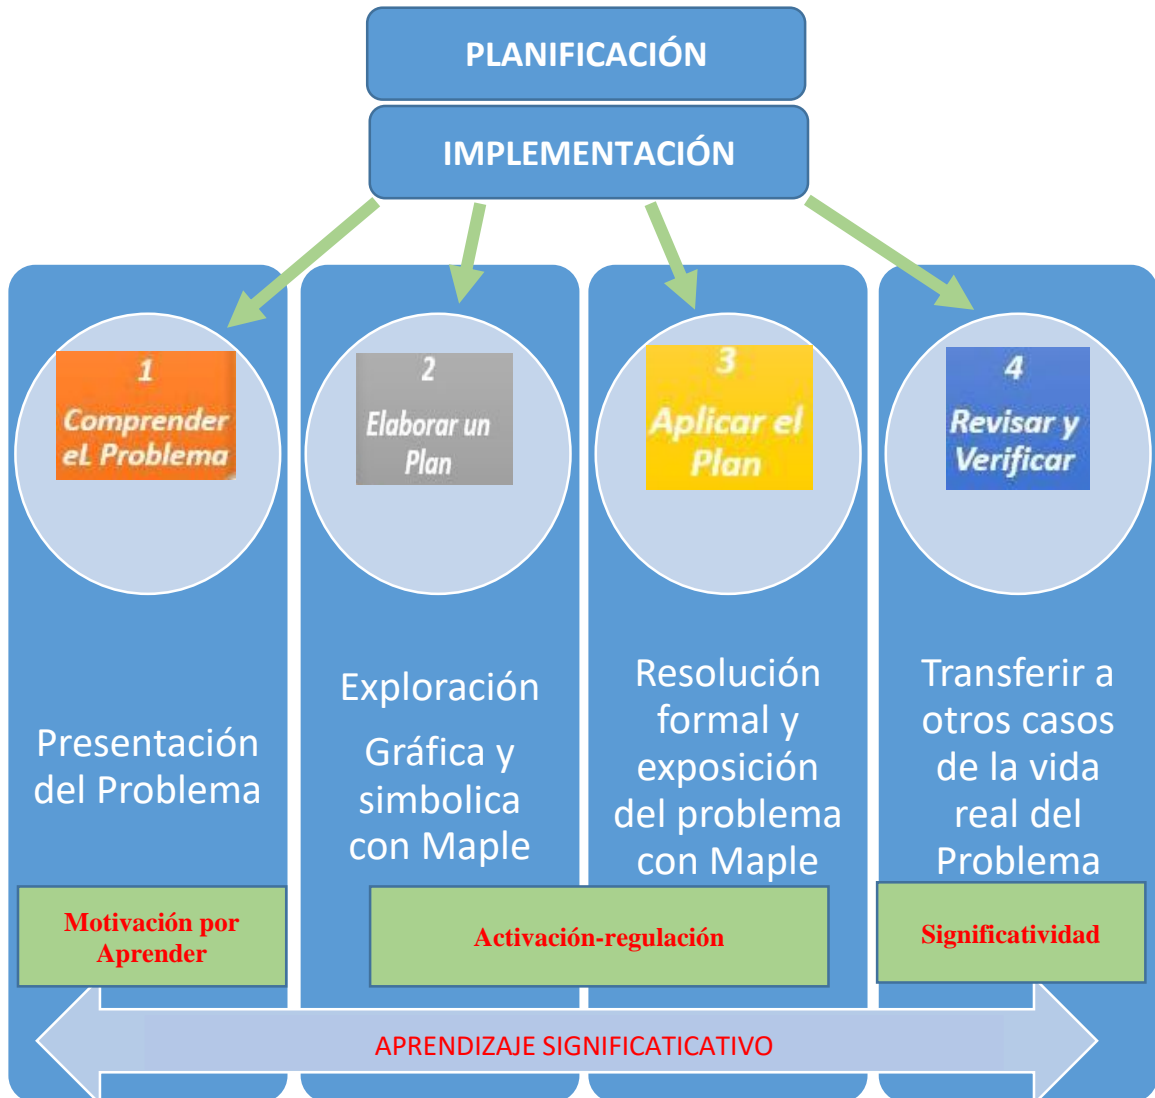 PLANIFICACIÓN
IMPLEMENTACIÓN
1
Comprender
eL Problema
2
Elaborar un
Plan
3
Aplicar el
Plan
4
Revisar y
Verificar
Presentación
del Problema
Exploración
Gráfica y
simbolica
con Maple
Resolución
formal y
exposición
del problema
con Maple
Transferir a
otros casos
de la vida
real del
Problema
Motivación por
Aprender
Activación-regulación
Significatividad
APRENDIZAJE SIGNIFICATICATIVO